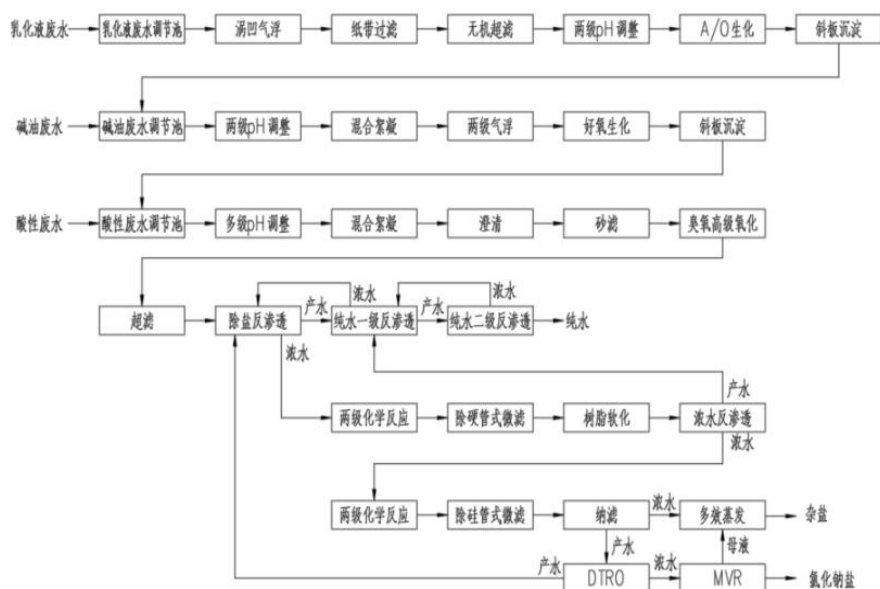 乳化液废水 乳化液废水调节池 涡凹气浮 纸带过滤 无机超滤 两级pH调整 A/O生化 斜板沉淀
碱油废水 碱油废水调节池 两级pH调整 混合絮凝 两级气浮 好氧生化 斜板沉淀
酸性废水 酸性废水调节池 多级pH调整 混合絮凝 澄清 砂滤 臭氧高级氧化
浓水 浓水
产水 产水
超滤 除盐反渗透 纯水一级反渗透 纯水二级反渗透 纯水
浓水
产水
两级化学反应 除硬管式微滤 树脂软化 浓水反渗透
浓水
浓水
两级化学反应 除硅管式微滤 纳滤 多效蒸发 杂盐
产水 母液
产水 浓水
DTRO MVR 氯化钠盐